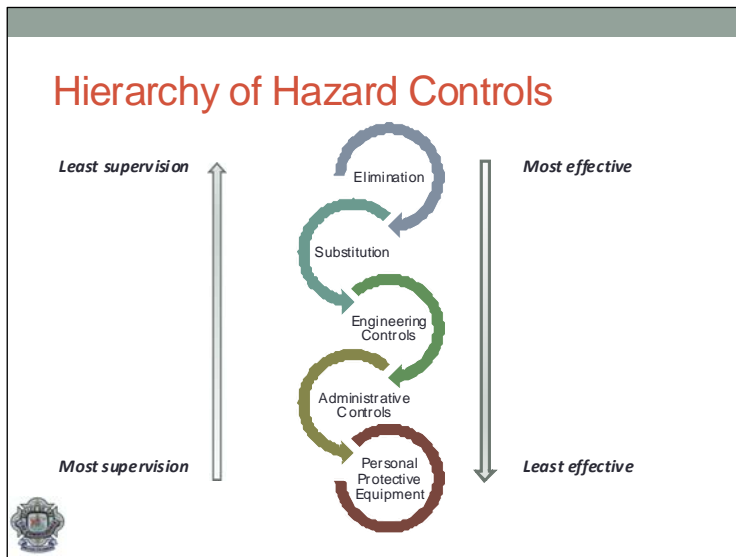 Hierarchy of Hazard Controls
Least supervision
Most effective
Elimination
Substitution
Engineering
Controls
Administrative
Controls
Personal
Protective
Equipment
Most supervision
Least effective